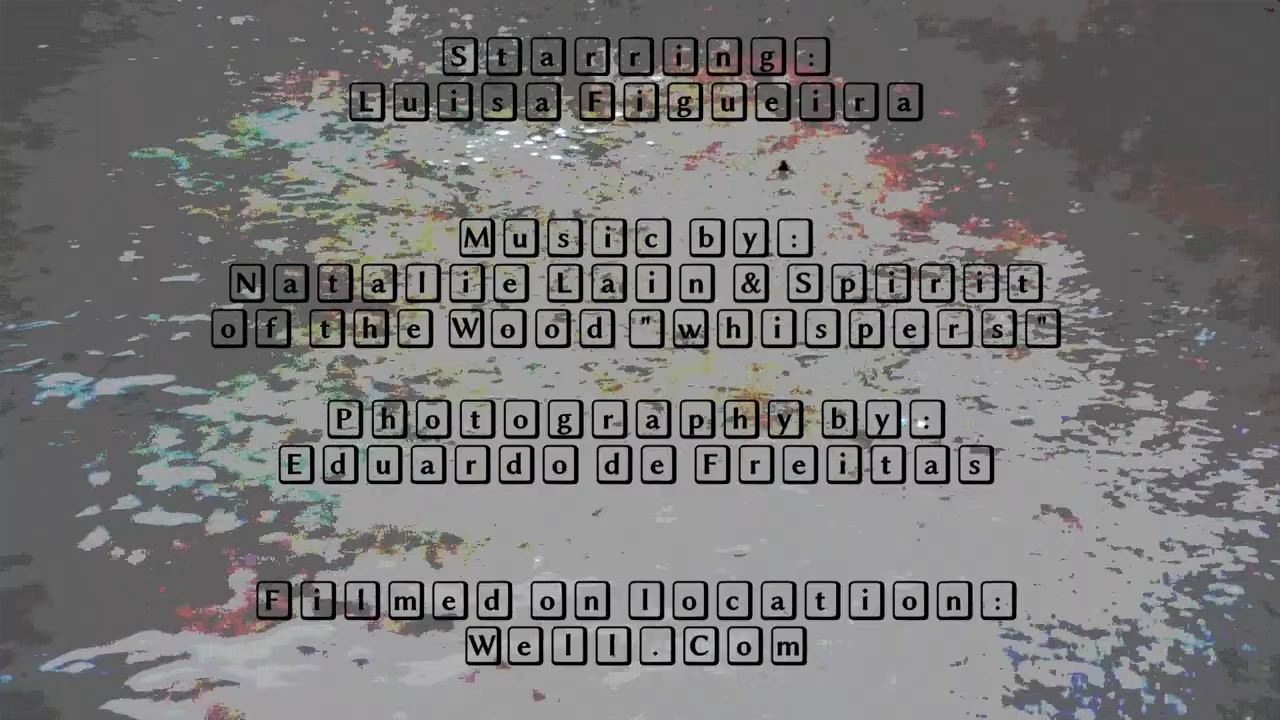 Starring:
Luisa Figueira
Music by:
Natalie Lain & Spirit
of the Wood "whispers"
Photography by:
Eduardo de Freitas
Filmed on location:
Well.Com